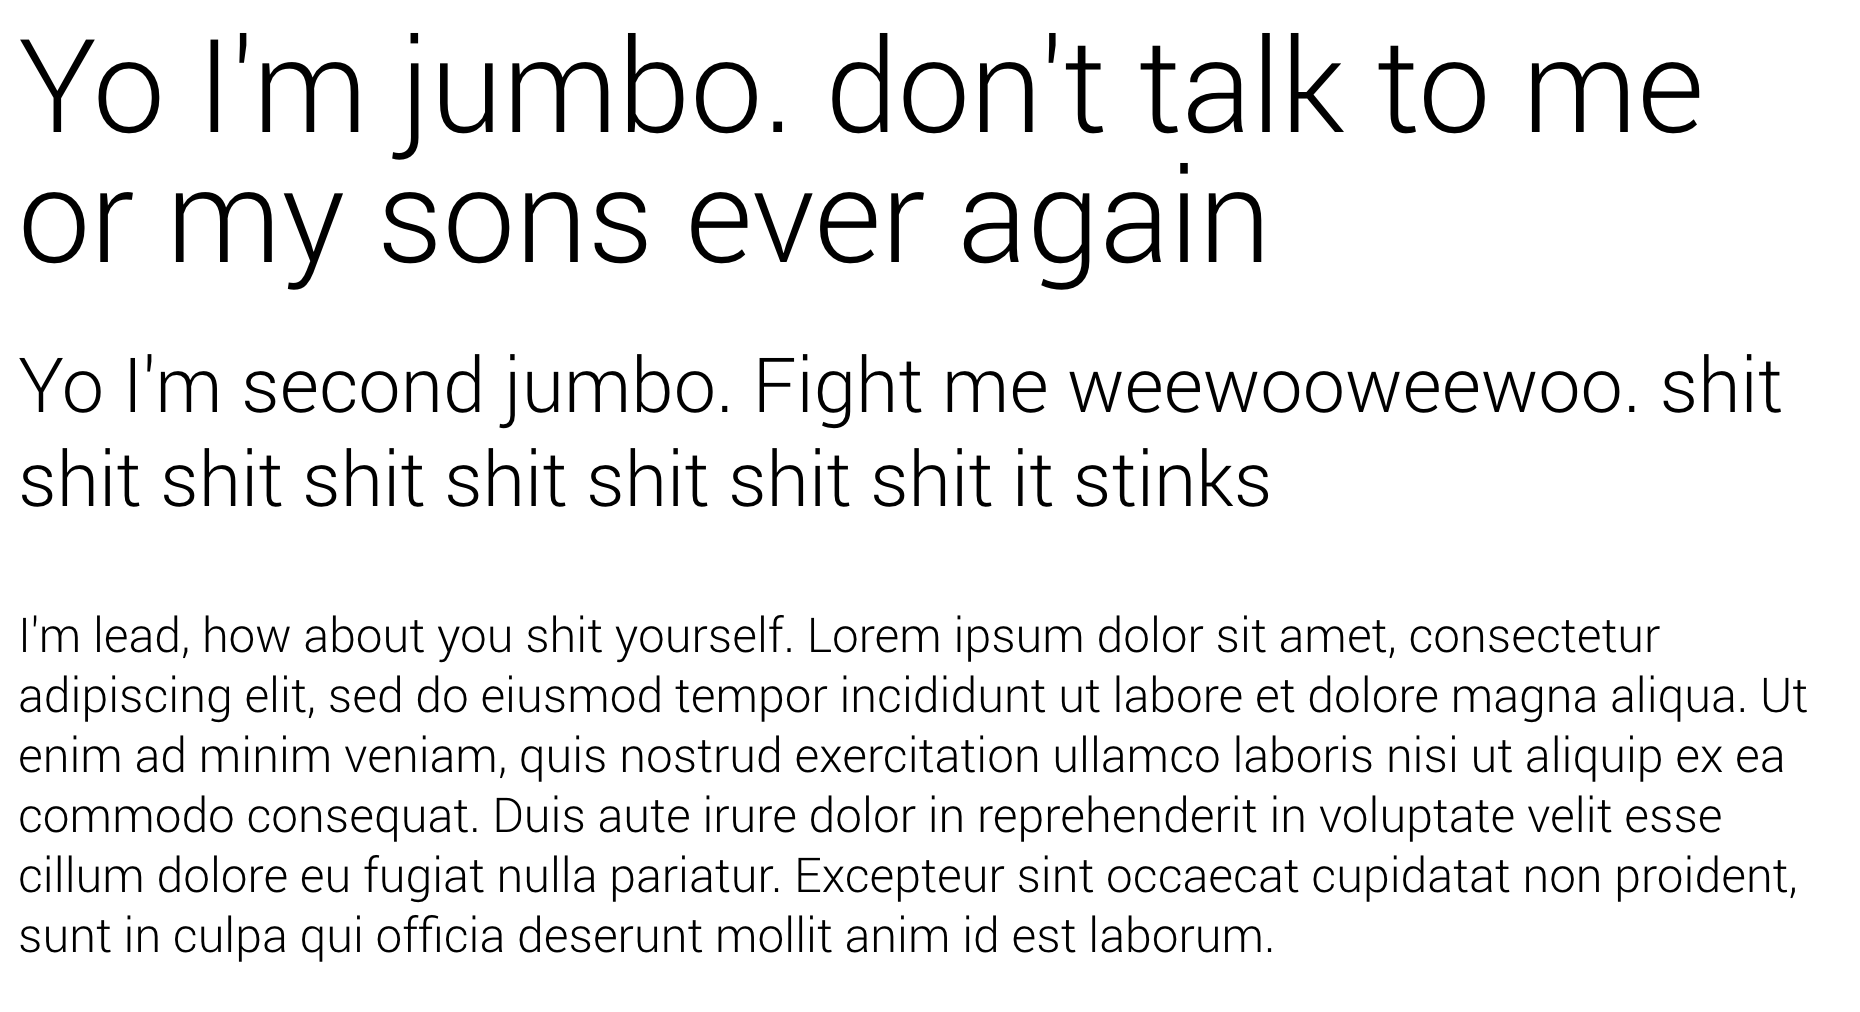 Yo I'm jumbo. don't talk to me
or my sons ever again
Yo I'm second jumbo. Fight me weewooweewoo. shit
shit shit shit shit shit shit shit it stinks
I'm lead, how about you shit yourself. Lorem ipsum dolor sit amet, consectetur
adipiscing elit, sed do eiusmod tempor incididunt ut labore et dolore magna aliqua. Ut
enim ad minim veniam, quis nostrud exercitation ullamco laboris nisi ut aliquip ex ea
commodo consequat. Duis aute irure dolor in reprehenderit in voluptate velit esse
cillum dolore eu fugiat nulla pariatur. Excepteur sint occaecat cupidatat non proident,
sunt in culpa qui officia deserunt mollit anim id est laborum.